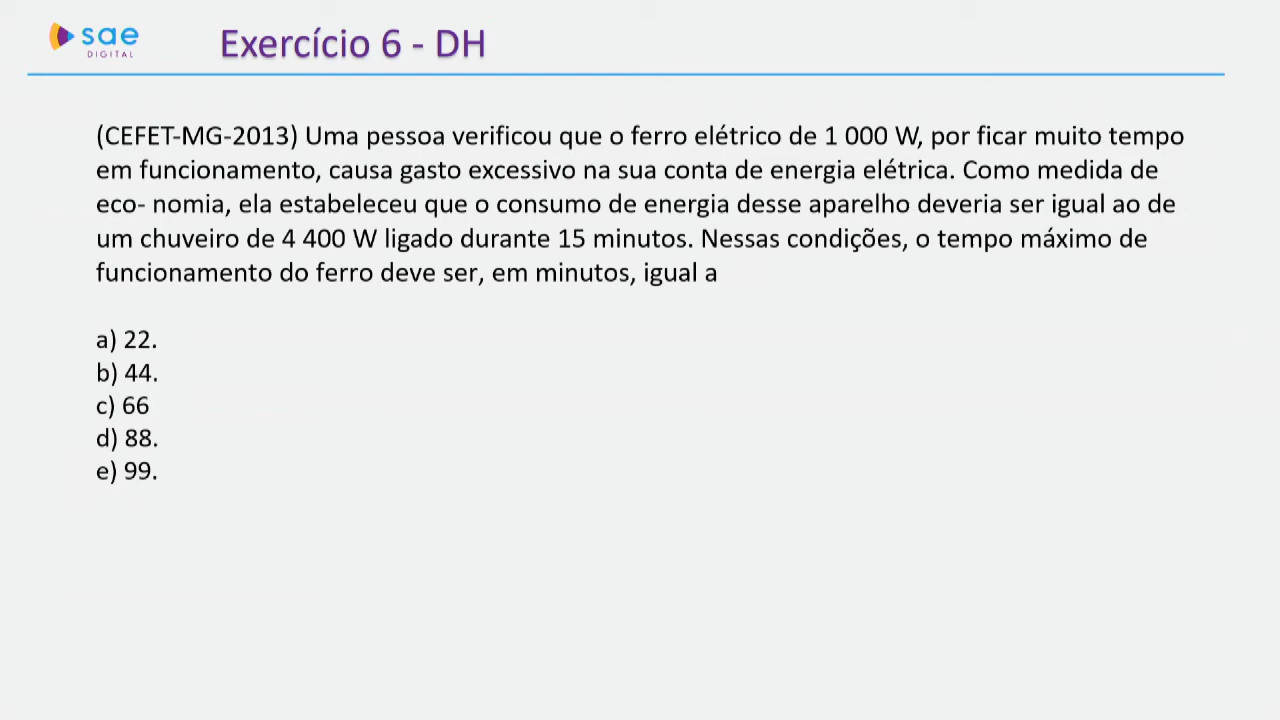 sae
DIGITAL
Exercício 6 - DH
(CEFET-MG-2013) Uma pessoa verificou que o ferro elétrico de 1 000 W, por ficar muito tempo
em funcionamento, causa gasto excessivo na sua conta de energia elétrica. Como medida de
eco- nomia, ela estabeleceu que o consumo de energia desse aparelho deveria ser igual ao de
um chuveiro de 4 400 W ligado durante 15 minutos. Nessas condições, o tempo máximo de
funcionamento do ferro deve ser, em minutos, igual a
a) 22.
b) 44.
c) 66
d) 88.
e) 99.